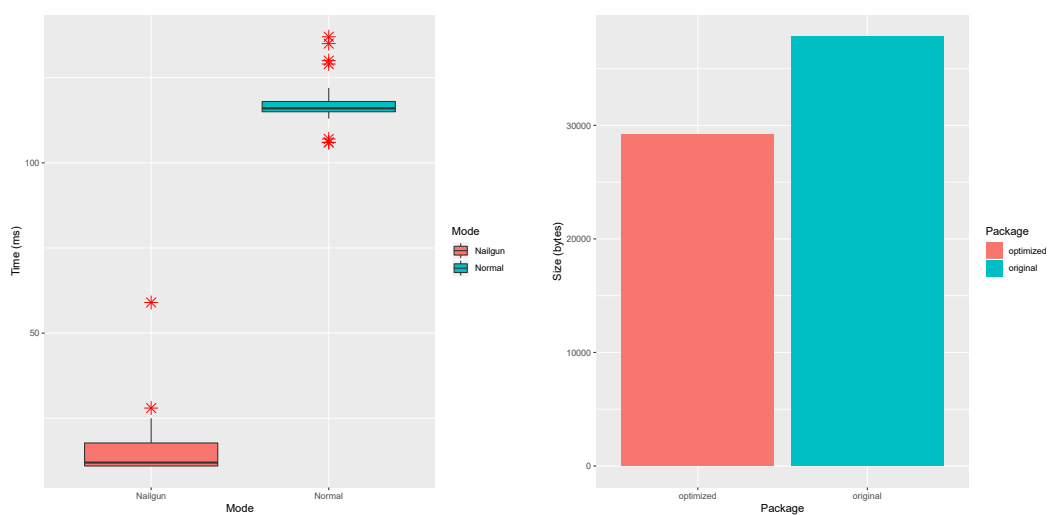 Time (ms)
100
50
Nailgun
Normal
Mode
Mode
Nailgun
Normal
Size (bytes)
30000
20000
10000
0
optimized
original
Package
Package
optimized
original